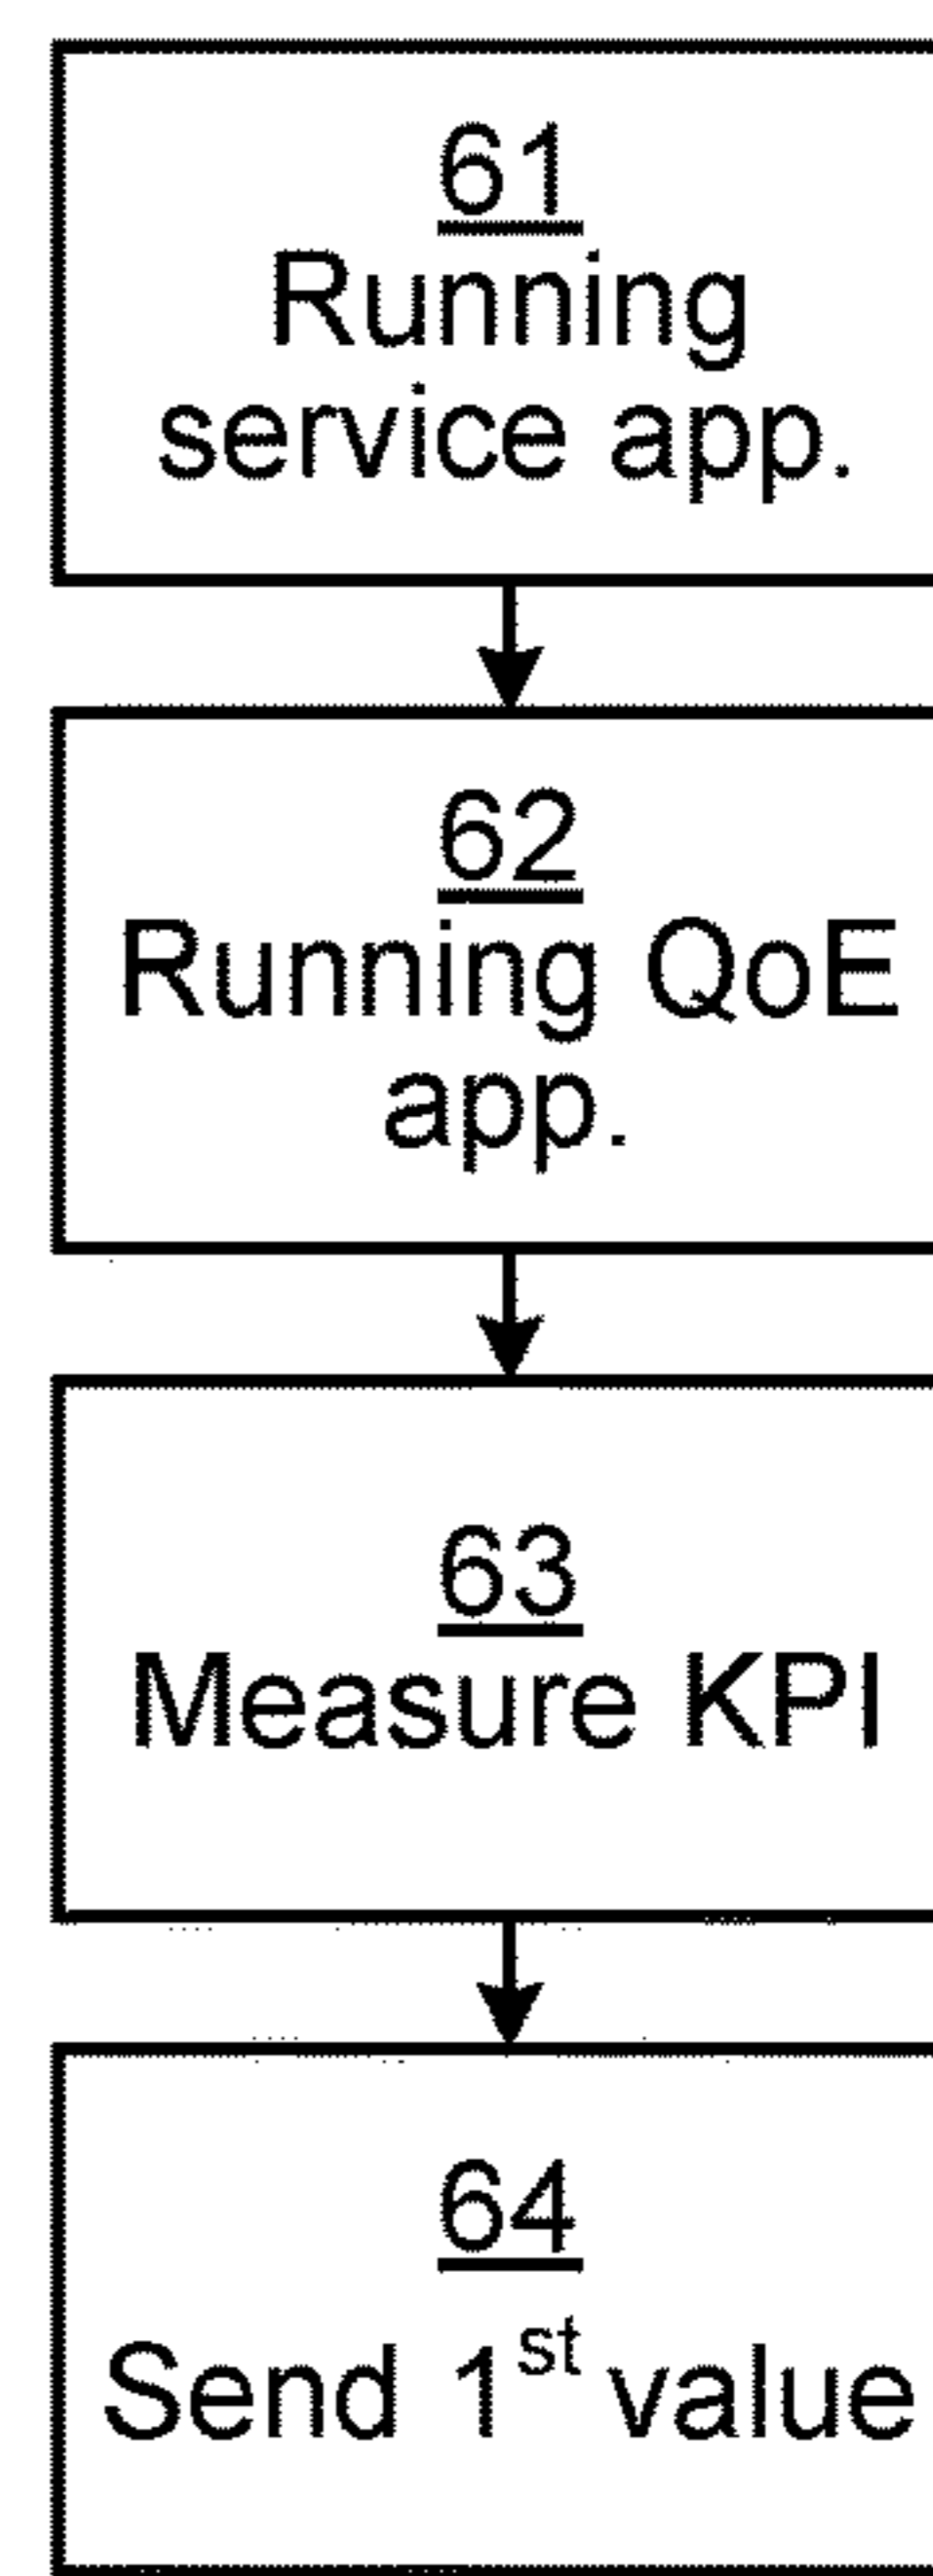 61
Running
service app.
62
Running QoE
app.
63
Measure KPI
64
Send 1st value